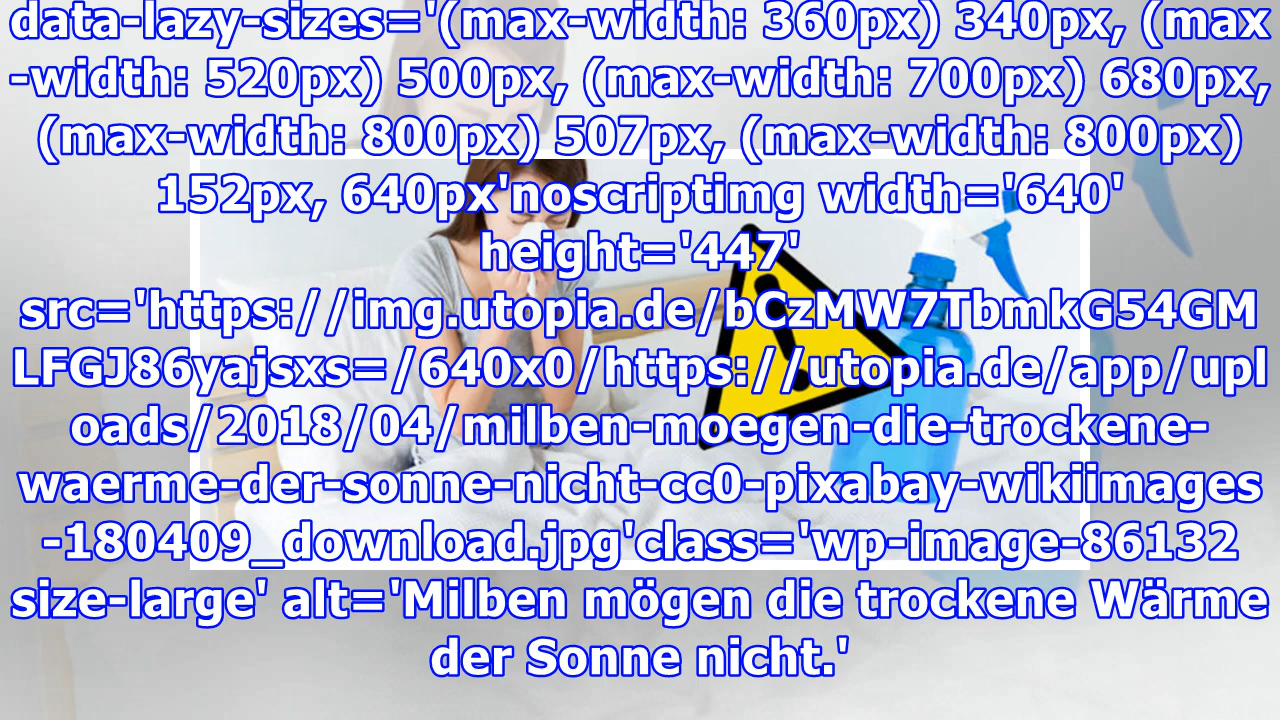 data-lazy-sizes='(max-width: 360px) 340px, (max
-width: 520px) 500px, (max-width: 700px) 680px,
(max-width: 800px) 507px, (max-width: 800px)
152px, 640px'noscriptimg width='640'
height='447'
src='https://img.utopia.de/bCzMW7TbmkG54GM
LFGJ86yajsxs=/640x0/https://utopia.de/app/upl
oads/2018/04/milben-moegen-die-trockene-
waerme-der-sonne-nicht-cc0-pixabay-wikiimages
-180409_download.jpg'class='wp-image-86132
size-large' alt='Milben mögen die trockene Wärme
der Sonne nicht.'